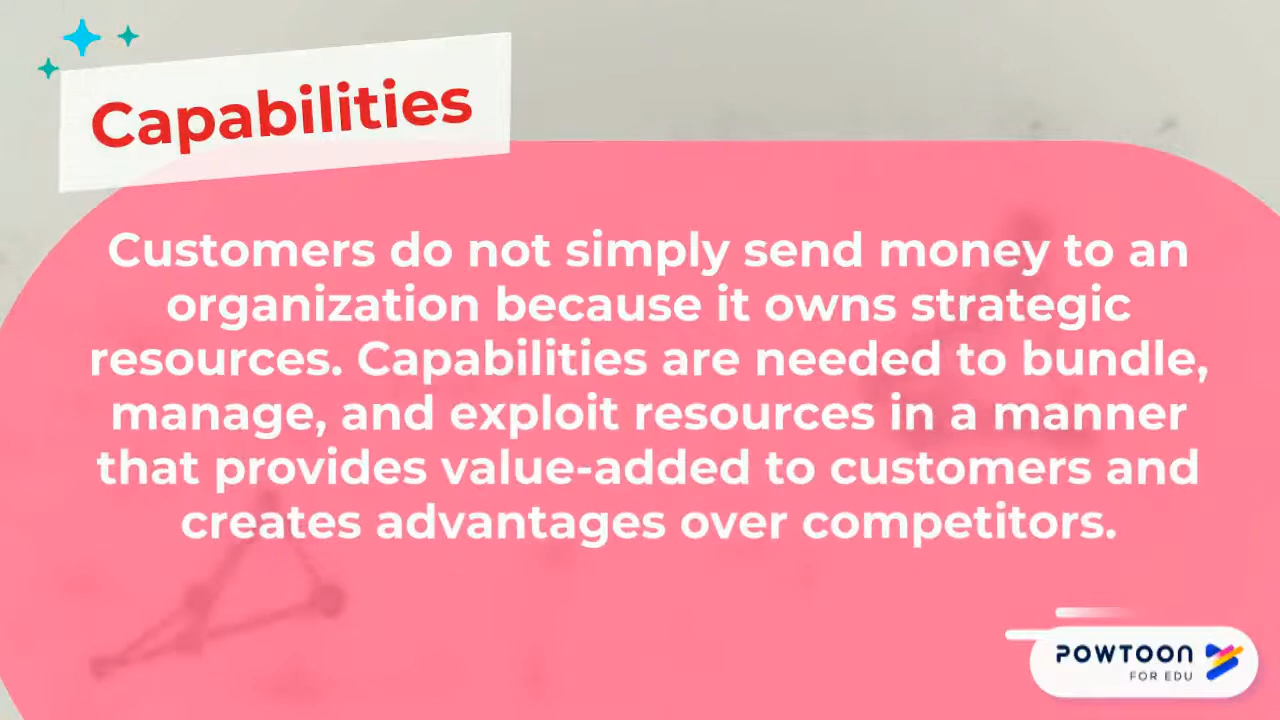 Capabilities
Customers do not simply send money to an
organization because it owns strategic
resources. Capabilities are needed to bundle,
manage, and exploit resources in a manner
that provides value-added to customers and
creates advantages over competitors.
POWTOON
FOR EDU